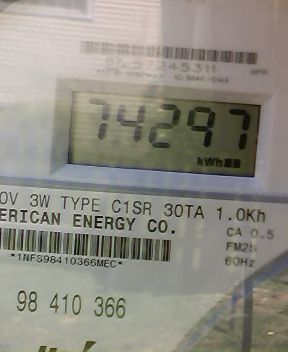 74297
kWh
0V 3W TYPE C1SR 30TA 1.0Kh
ERICAN ENERGY CO.
CA 0.5
FM2S
60Hz
*1NFS98410366MEC*
98 410 366